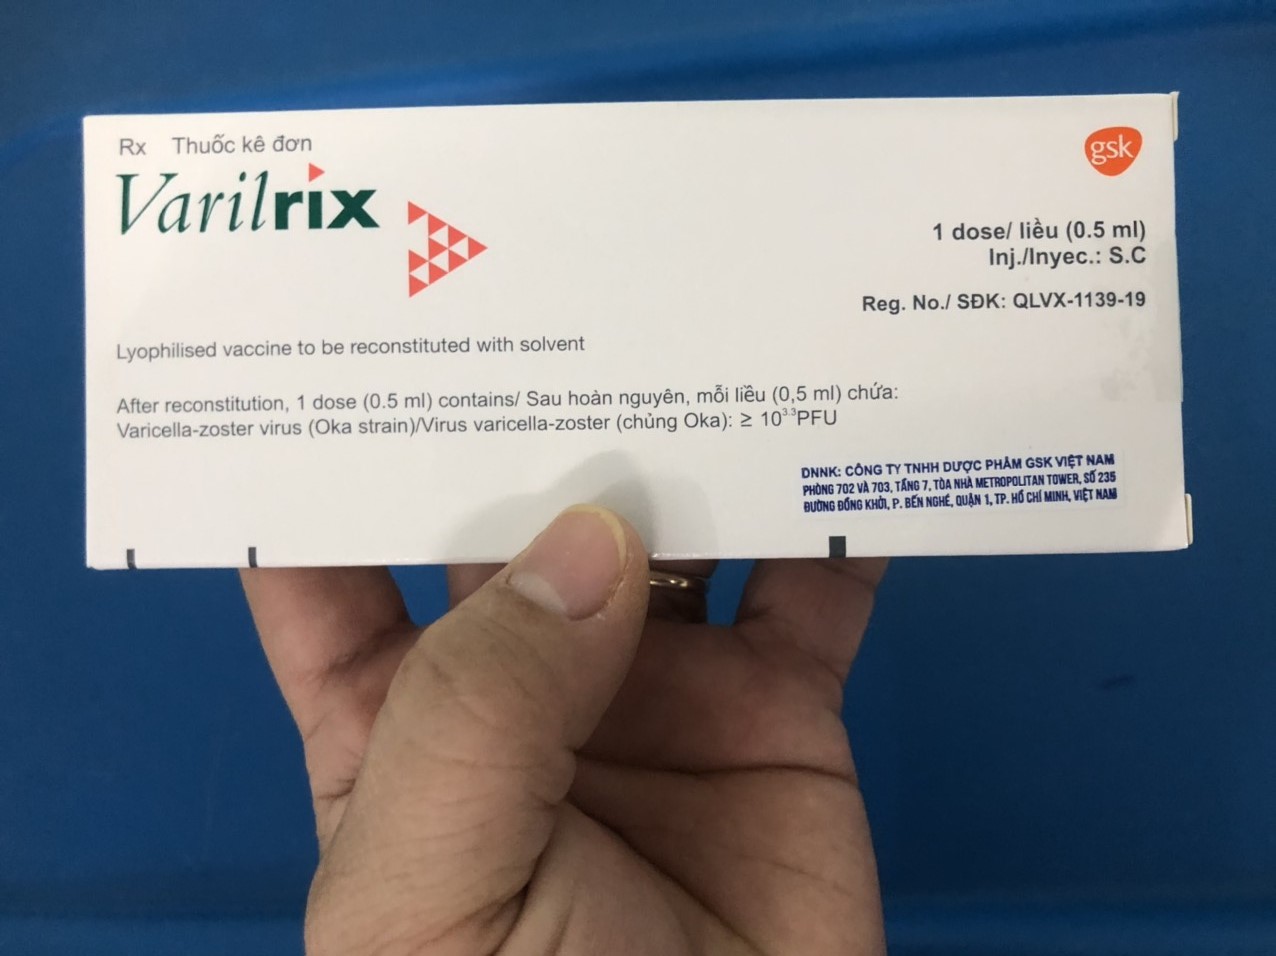 Rx Thuốc kê đơn
Varilrix
gsk
1 dose/ liều (0.5 ml)
Inj./Inyec.: S.C
Reg. No./ SĐK: QLVX-1139-19
Lyophilised vaccine to be reconstituted with solvent
After reconstitution, 1 dose (0.5 ml) contains/ Sau hoàn nguyên, mỗi liều (0,5 ml) chứa:
Varicella-zoster virus (Oka strain)/Virus varicella-zoster (chủng Oka): ≥ 10³·³PFU
DNNK: CÔNG TY TNHH DƯỢC PHẨM GSK VIỆT NAM
PHÒNG 702 VÀ 703, TẦNG 7, TÒA NHÀ METROPOLITAN TOWER, SỐ 235
ĐƯỜNG ĐỒNG KHỞI, P. BẾN NGHÉ, QUẬN 1, TP. HỒ CHÍ MINH, VIỆT NAM